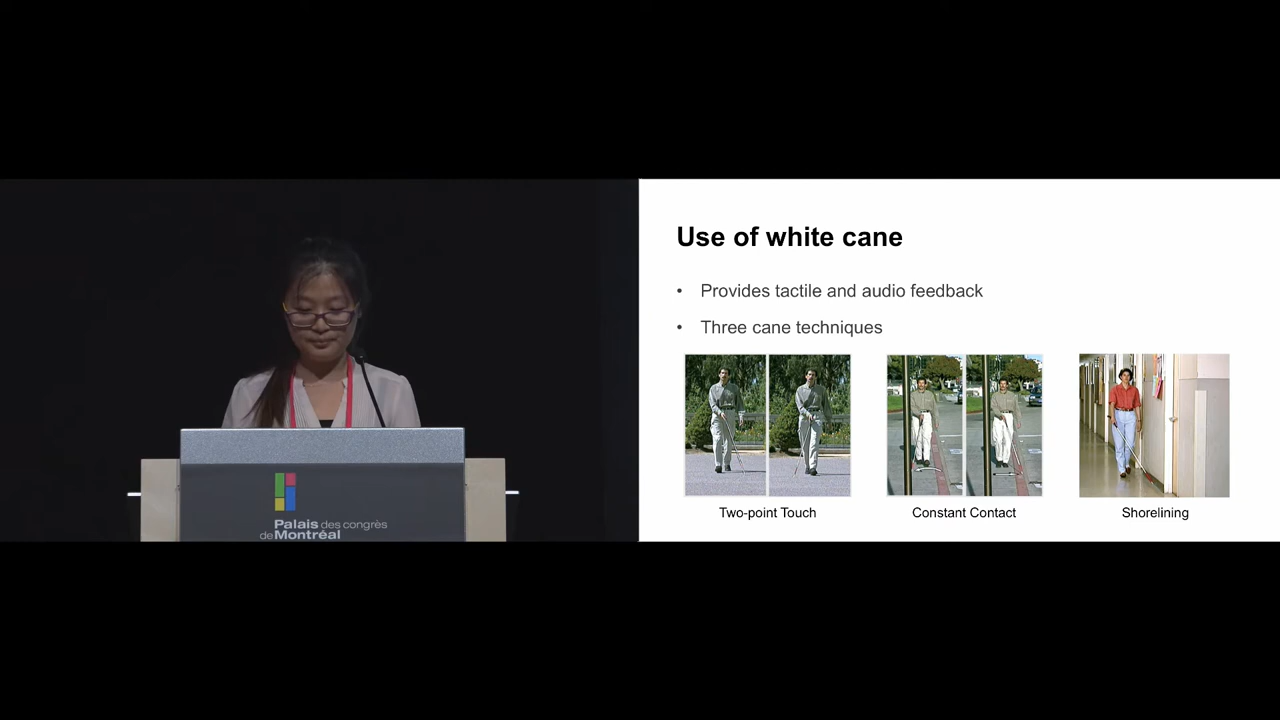 Use of white cane
• Provides tactile and audio feedback
• Three cane techniques
Two-point Touch
Constant Contact
Shorelining
Palais des congrès
de Montréal